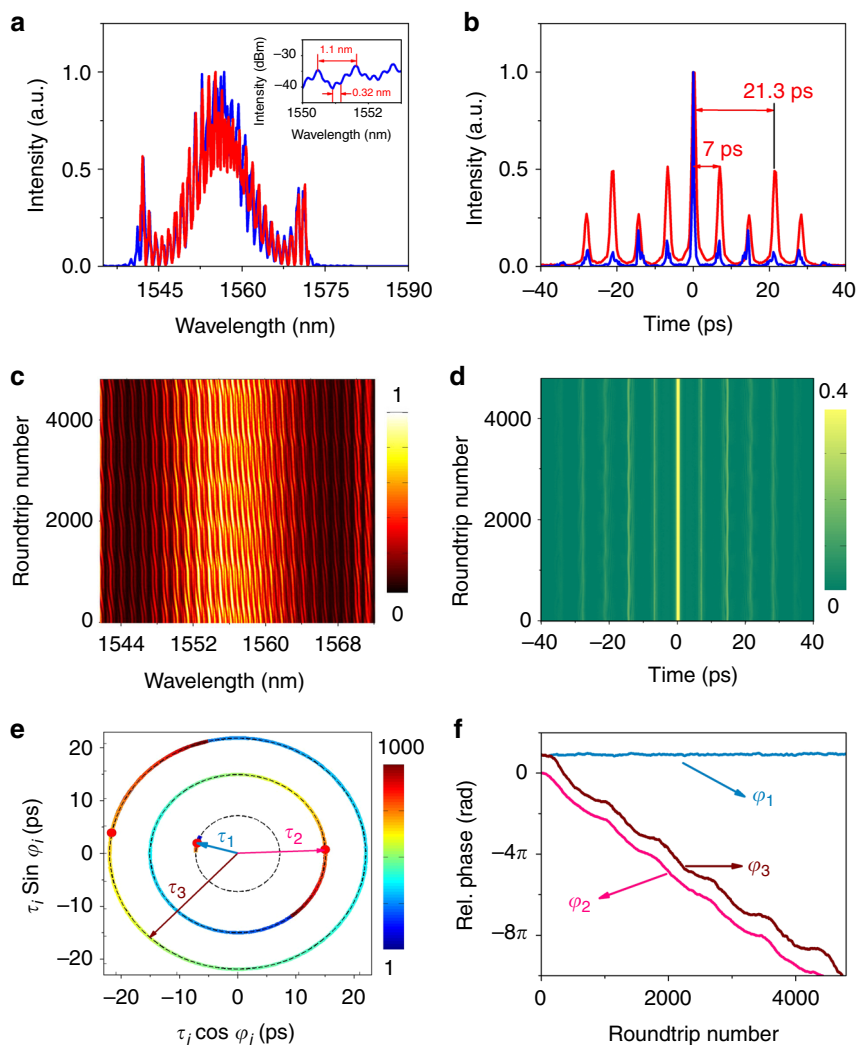 a
Intensity (a.u.)
1.0
0.5
0.0
1545 1560 1575 1590
Wavelength (nm)
Intensity (dBm)
−30
−40
1.1 nm
0.32 nm
1550 1552
Wavelength (nm)
b
Intensity (a.u.)
1.0
0.5
0.0
21.3 ps
7 ps
−40 −20 0 20 40
Time (ps)
c
Roundtrip number
4000
2000
0
1544 1552 1560 1568
Wavelength (nm)
1
0
d
Roundtrip number
4000
2000
0
−40 −20 0 20 40
Time (ps)
0.4
0
e
τi Sin φi (ps)
20
10
0
−10
−20
τ1
τ2
τ3
−20 −10 0 10 20
τi cos φi (ps)
1000
1
f
Rel. phase (rad)
0
−4π
−8π
φ1
φ3
φ2
0 2000 4000
Roundtrip number